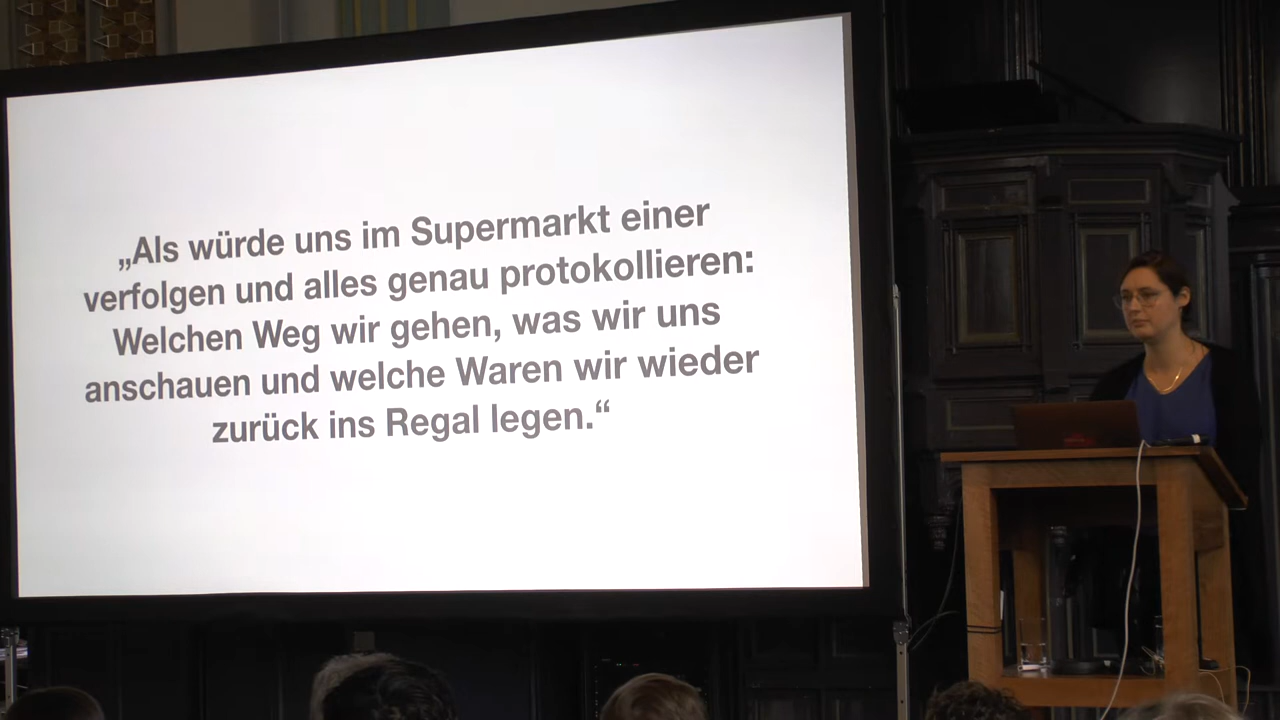 „Als würde uns im Supermarkt einer
verfolgen und alles genau protokollieren:
Welchen Weg wir gehen, was wir uns
anschauen und welche Waren wir wieder
zurück ins Regal legen.“